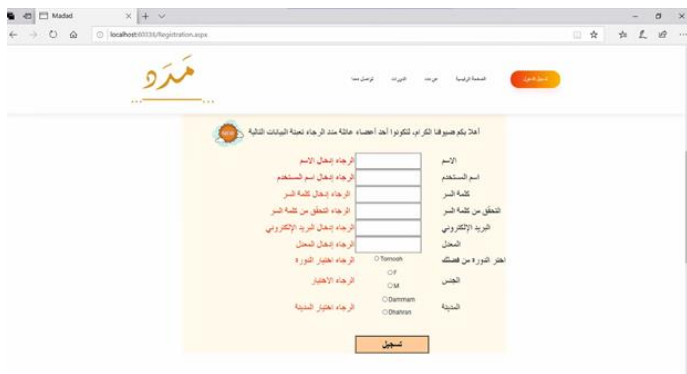 Madad
localhost:60136/Registration.aspx
مَدَد
الصفحة الرئيسية
عن مدد
الدورات
تواصل معنا
تسجيل الدخول
أهلا بكم ضيوفنا الكرام، لتكونوا أحد أعضاء عائلة مدد الرجاء تعبئة البيانات التالية
NEW
الاسم الرجاء إدخال الاسم
اسم المستخدم الرجاء إدخال اسم المستخدم
كلمة السر الرجاء إدخال كلمة السر
التحقق من كلمة السر الرجاء التحقق من كلمة السر
البريد الإلكتروني الرجاء إدخال البريد الإلكتروني
المعدل الرجاء إدخال المعدل
اختر الدورة من فضلك Tomooh الرجاء اختيار الدورة
F
الجنس الرجاء الاختيار
M
Dammam
المدينة الرجاء اختيار المدينة
Dhahran
تسجيل